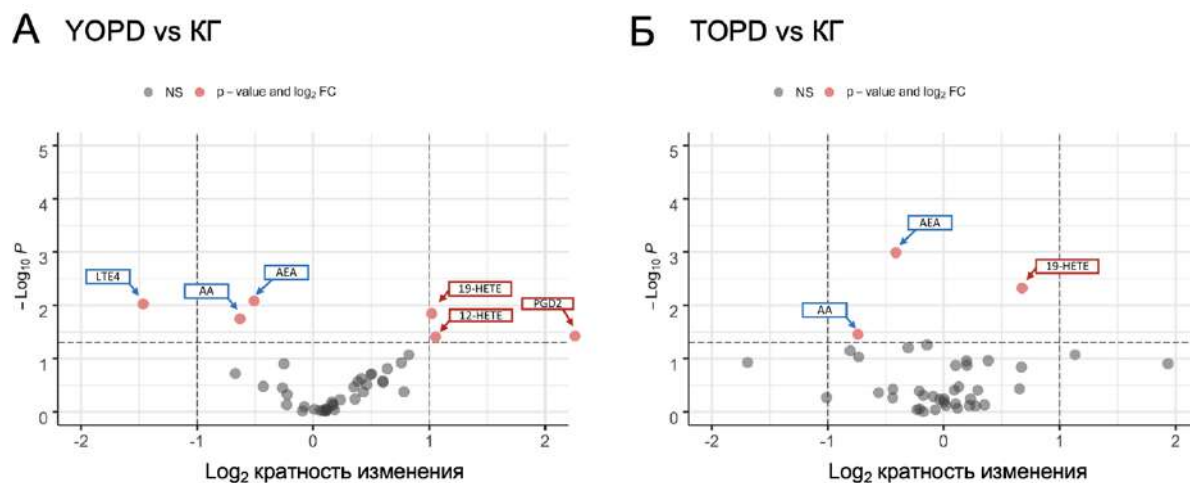 А YOPD vs КГ
NS p – value and log2 FC
5
4
3
2
1
0
– Log10 P
LTE4
AA
AEA
19-HETE
12-HETE
PGD2
-2 -1 0 1 2
Log2 кратность изменения
Б TOPD vs КГ
NS p – value and log2 FC
5
4
3
2
1
0
– Log10 P
AEA
19-HETE
AA
-2 -1 0 1 2
Log2 кратность изменения